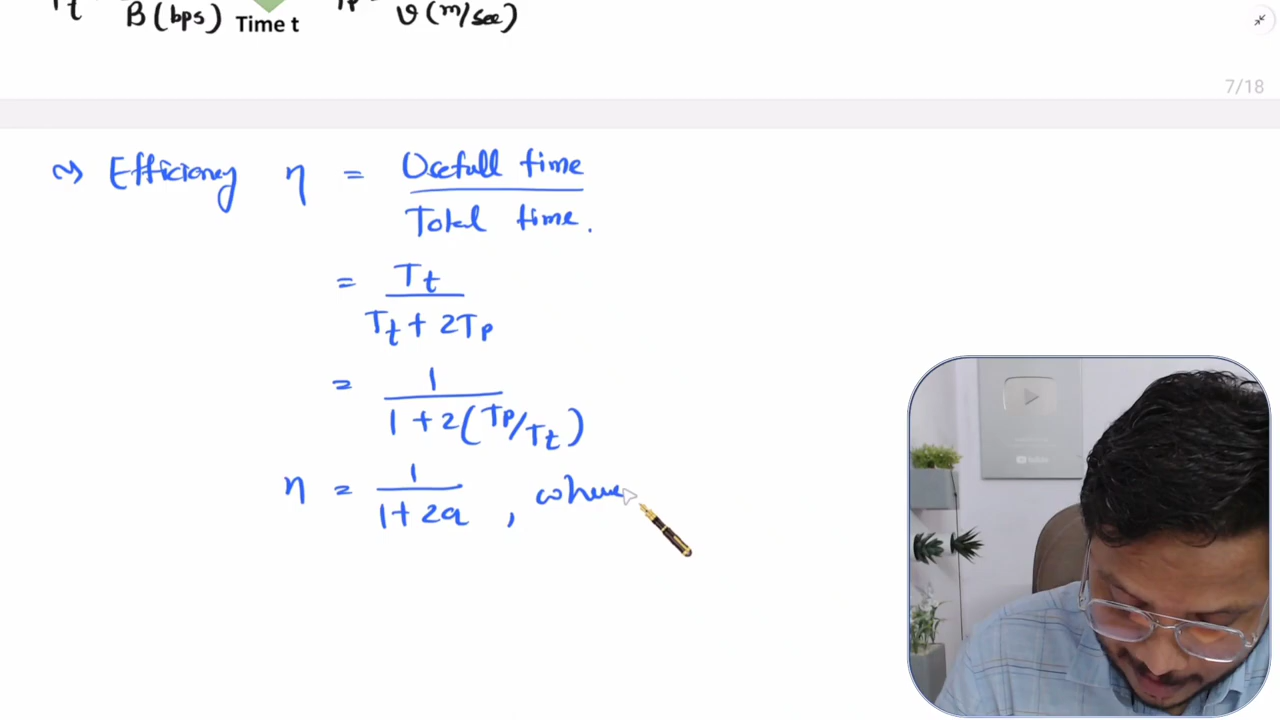 B (bps) Time t v (m/sec)
7/18
Efficiency η = Usefull time
Total time.
= Tt
Tt + 2Tp
= 1
1 + 2 (Tp/Tt)
η = 1
1 + 2a , where
YouTube